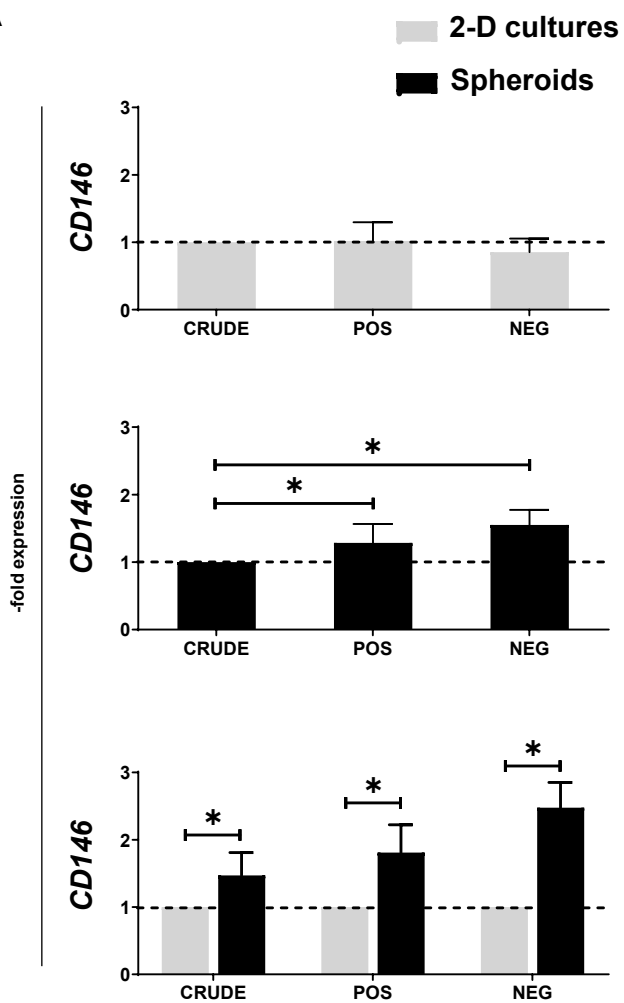 2-D cultures
Spheroids
-fold expression
CD146
3
2
1
0
CRUDE POS NEG
CD146
3
2
1
0
* *
CRUDE POS NEG
CD146
3
2
1
0
* * *
CRUDE POS NEG